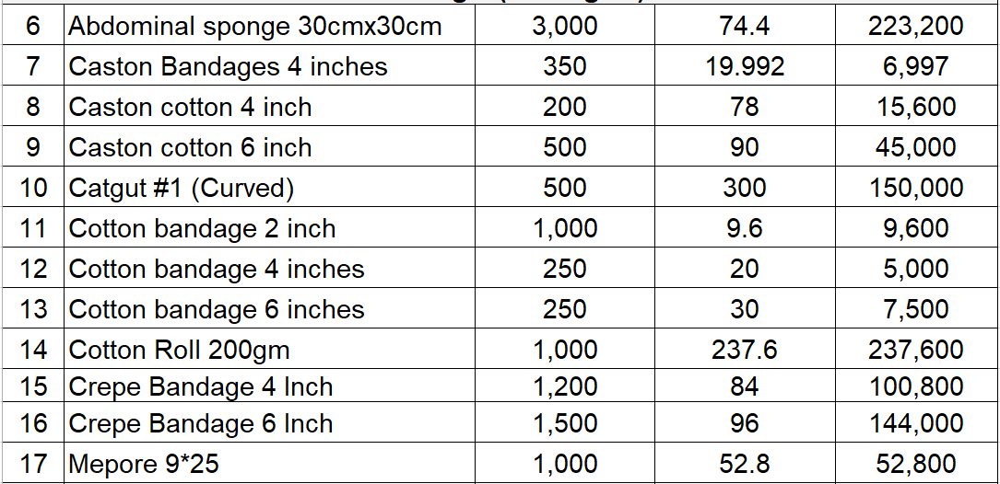 6 Abdominal sponge 30cmx30cm 3,000 74.4 223,200
7 Caston Bandages 4 inches 350 19.992 6,997
8 Caston cotton 4 inch 200 78 15,600
9 Caston cotton 6 inch 500 90 45,000
10 Catgut #1 (Curved) 500 300 150,000
11 Cotton bandage 2 inch 1,000 9.6 9,600
12 Cotton bandage 4 inches 250 20 5,000
13 Cotton bandage 6 inches 250 30 7,500
14 Cotton Roll 200gm 1,000 237.6 237,600
15 Crepe Bandage 4 Inch 1,200 84 100,800
16 Crepe Bandage 6 Inch 1,500 96 144,000
17 Mepore 9*25 1,000 52.8 52,800